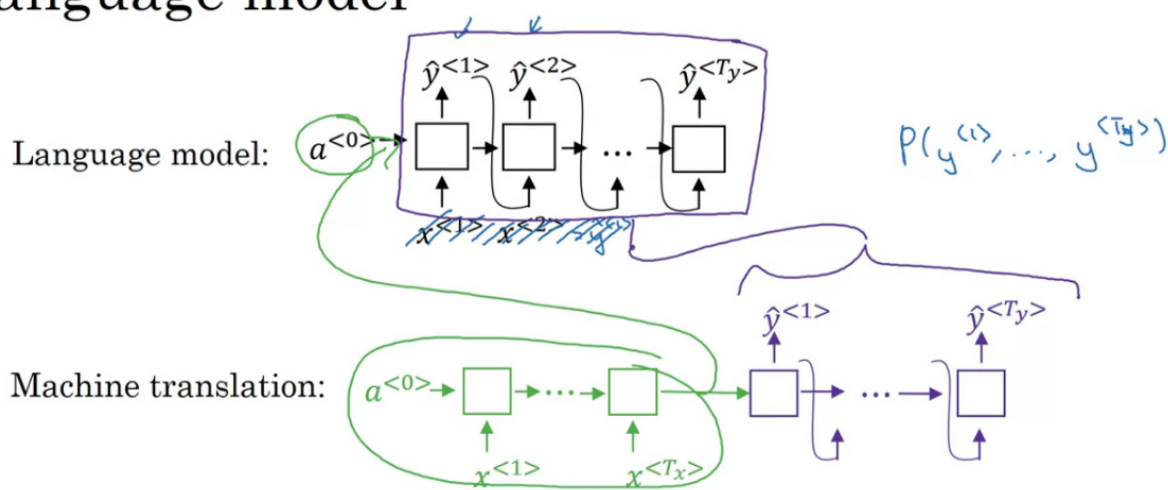 anguage model
ŷ<1> ŷ<2> ŷ<Ty>
Language model: a<0> ... P(y<1>, ..., y<Ty>)
x<1> x<2>
ŷ<1> ŷ<Ty>
Machine translation: a<0> ... ...
x<1> x<Tx>